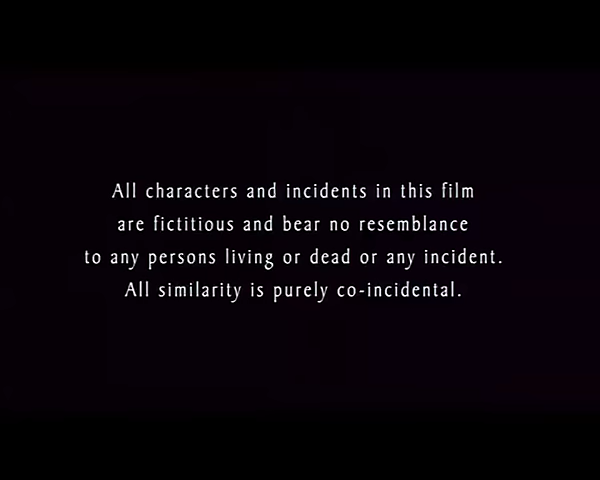 All characters and incidents in this film
are fictitious and bear no resemblance
to any persons living or dead or any incident.
All similarity is purely co-incidental.